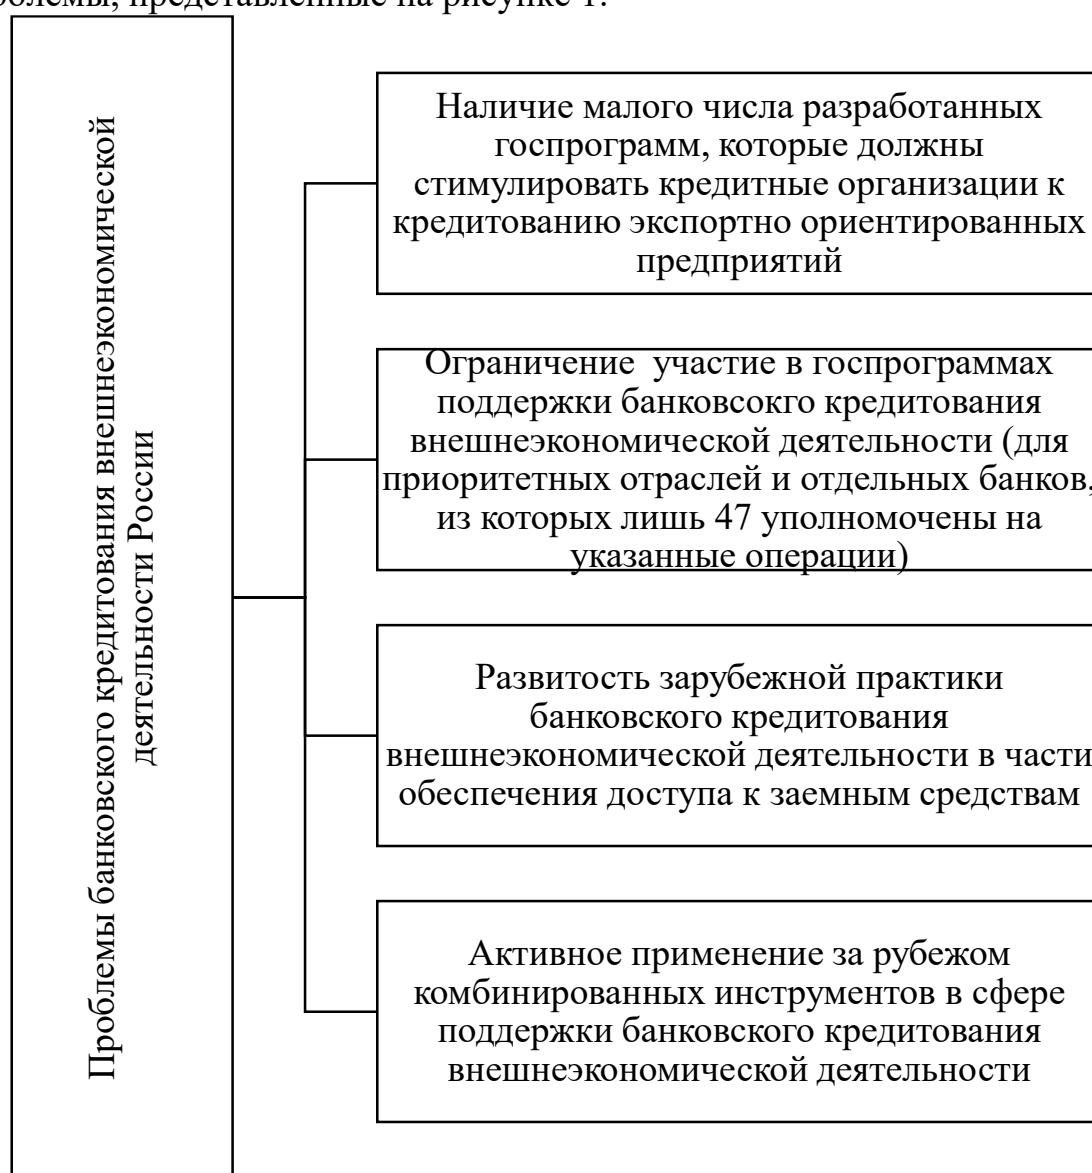 проблемы, представленные на рисунке 1.
Проблемы банковского кредитования внешнеэкономической
деятельности России
Наличие малого числа разработанных
госпрограмм, которые должны
стимулировать кредитные организации к
кредитованию экспортно ориентированных
предприятий
Ограничение  участие в госпрограммах
поддержки банковсокго кредитования
внешнеэкономической деятельности (для
приоритетных отраслей и отдельных банков,
из которых лишь 47 уполномочены на
указанные операции)
Развитость зарубежной практики
банковского кредитования
внешнеэкономической деятельности в части
обеспечения доступа к заемным средствам
Активное применение за рубежом
комбинированных инструментов в сфере
поддержки банковского кредитования
внешнеэкономической деятельности